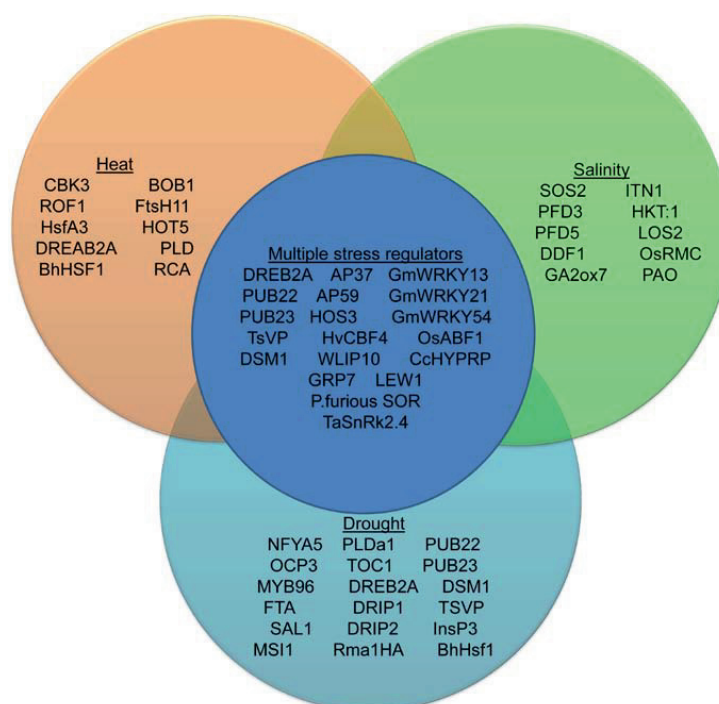 Heat
CBK3 BOB1
ROF1 FtsH11
HsfA3 HOT5
DREAB2A PLD
BhHSF1 RCA
Salinity
SOS2 ITN1
PFD3 HKT:1
PFD5 LOS2
DDF1 OsRMC
GA2ox7 PAO
Multiple stress regulators
DREB2A AP37 GmWRKY13
PUB22 AP59 GmWRKY21
PUB23 HOS3 GmWRKY54
TsVP HvCBF4 OsABF1
DSM1 WLIP10 CcHYPRP
GRP7 LEW1
P.furious SOR
TaSnRk2.4
Drought
NFYA5 PLDa1 PUB22
OCP3 TOC1 PUB23
MYB96 DREB2A DSM1
FTA DRIP1 TSVP
SAL1 DRIP2 InsP3
MSI1 Rma1HA BhHsf1